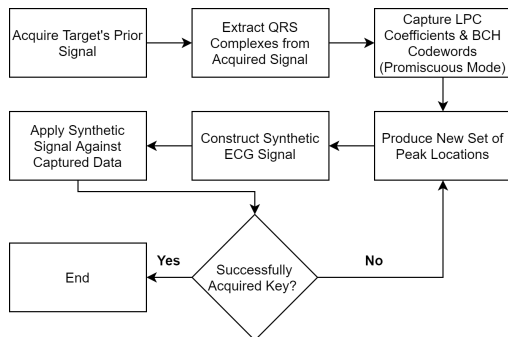 Acquire Target's Prior
Signal
Extract QRS
Complexes from
Acquired Signal
Capture LPC
Coefficients & BCH
Codewords
(Promiscuous Mode)
Apply Synthetic
Signal Against
Captured Data
Construct Synthetic
ECG Signal
Produce New Set of
Peak Locations
End
Yes
Successfully
Acquired Key?
No